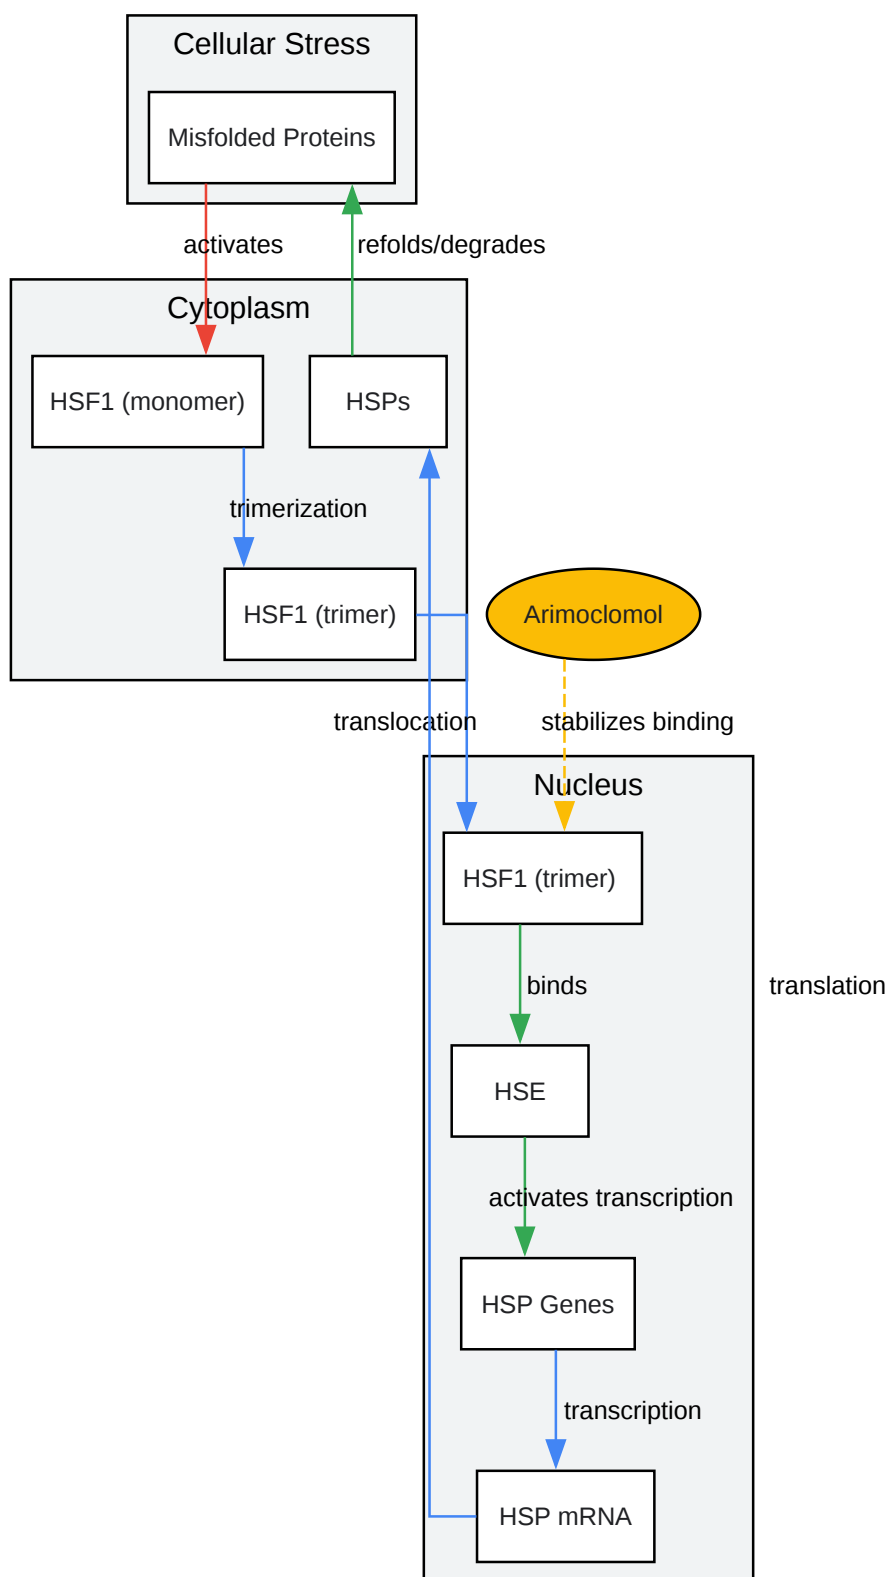 Cellular Stress
Misfolded Proteins
activates
refolds/degrades
Cytoplasm
HSF1 (monomer)
HSPs
trimerization
HSF1 (trimer)
Arimoclomol
translocation
stabilizes binding
Nucleus
HSF1 (trimer)
binds
translation
HSE
activates transcription
HSP Genes
transcription
HSP mRNA